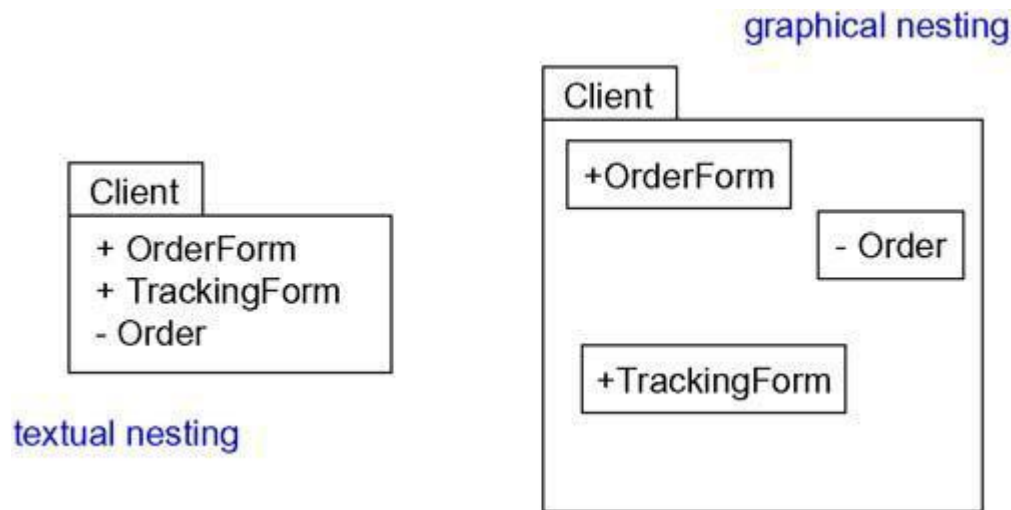 graphical nesting
Client
+OrderForm
- Order
+TrackingForm
Client
+ OrderForm
+ TrackingForm
- Order
textual nesting